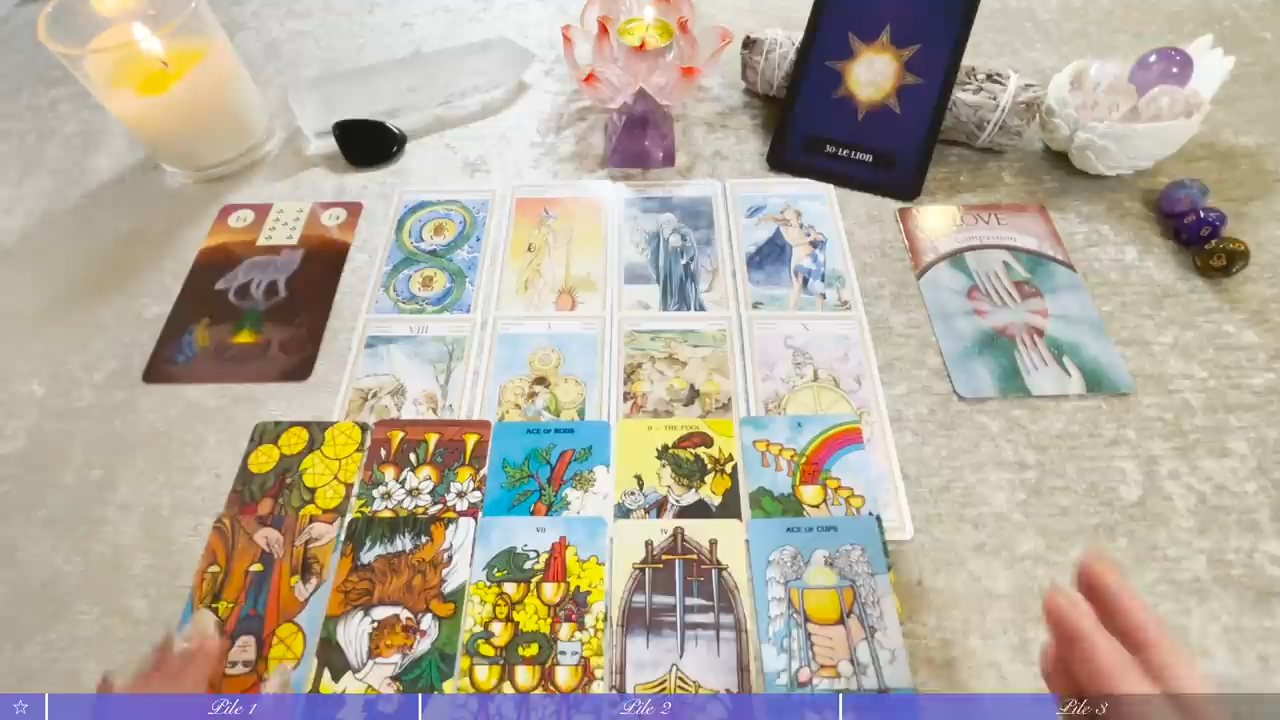 30-LE LION
14
LOVE
Compassion
VIII
X
ACE OF RODS
0 - THE FOOL
X
VII
IV
ACE OF CUPS
Pile 1
Pile 2
Pile 3